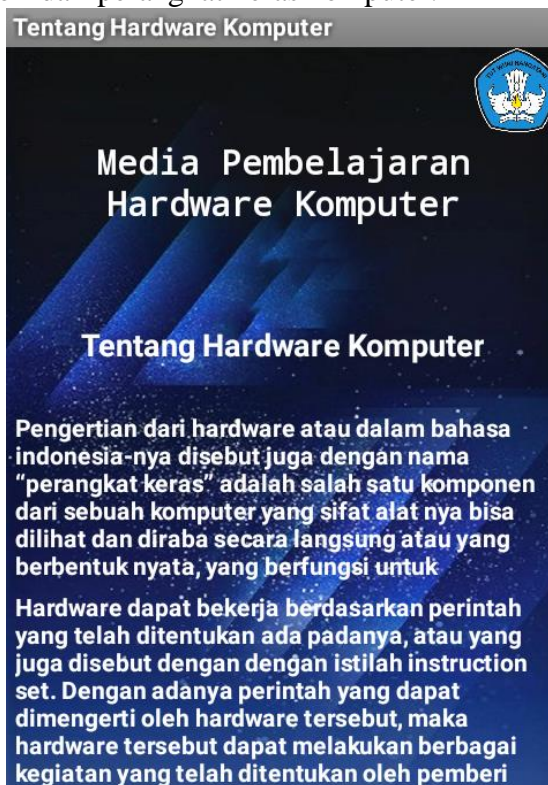 Tentang Hardware Komputer
TUT WURI HANDAYANI
Media Pembelajaran
Hardware Komputer
Tentang Hardware Komputer
Pengertian dari hardware atau dalam bahasa
indonesia-nya disebut juga dengan nama
“perangkat keras” adalah salah satu komponen
dari sebuah komputer yang sifat alat nya bisa
dilihat dan diraba secara langsung atau yang
berbentuk nyata, yang berfungsi untuk
Hardware dapat bekerja berdasarkan perintah
yang telah ditentukan ada padanya, atau yang
juga disebut dengan dengan istilah instruction
set. Dengan adanya perintah yang dapat
dimengerti oleh hardware tersebut, maka
hardware tersebut dapat melakukan berbagai
kegiatan yang telah ditentukan oleh pemberi